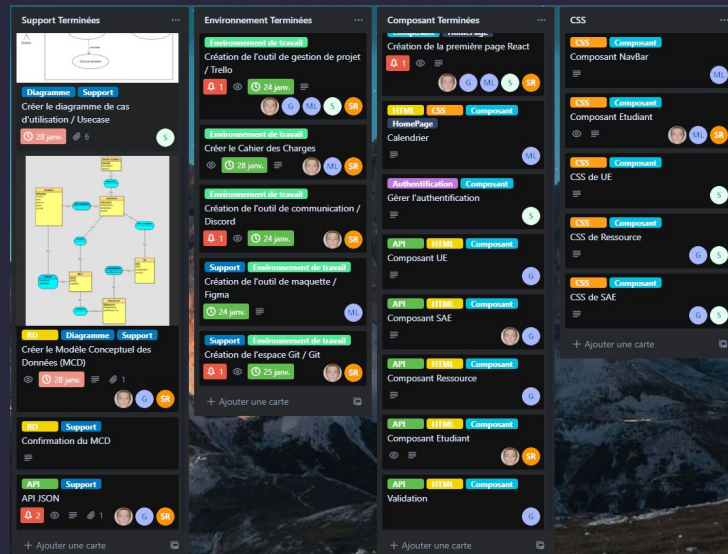 Support Terminées
Diagramme Support
Créer le diagramme de cas
d'utilisation / Usecase
28 janv. 6
S
BD Diagramme Support
Créer le Modèle Conceptuel des
Données (MCD)
28 janv. 1
G SR
BD Support
Confirmation du MCD
API Support
API JSON
2 1 G SR
+ Ajouter une carte
Environnement Terminées
Environnement de travail
Création de l'outil de gestion de projet
/ Trello
1 24 janv.
G ML S SR
Environnement de travail
Créer le Cahier des Charges
28 janv. ML SR
Environnement de travail
Création de l'outil de communication /
Discord
1 24 janv. SR
Support Environnement de travail
Création de l'outil de maquette /
Figma
24 janv. ML
Support Environnement de travail
Création de l'espace Git / Git
1 25 janv. SR
+ Ajouter une carte
Composant Terminées
Composant HomePage
Création de la première page React
1
G ML S SR
HTML CSS Composant
HomePage
Calendrier
ML
Authentification Composant
Gèrer l'authentification
S
API HTML Composant
Composant UE
G
API HTML Composant
Composant SAE
G
API HTML Composant
Composant Ressource
G
API HTML Composant
Composant Etudiant
SR
API HTML Composant
Validation
G
+ Ajouter une carte
CSS
CSS Composant
Composant NavBar
ML
CSS Composant
Composant Etudiant
ML SR
CSS Composant
CSS de UE
S
CSS Composant
CSS de Ressource
G S
CSS Composant
CSS de SAE
G S
+ Ajouter une carte